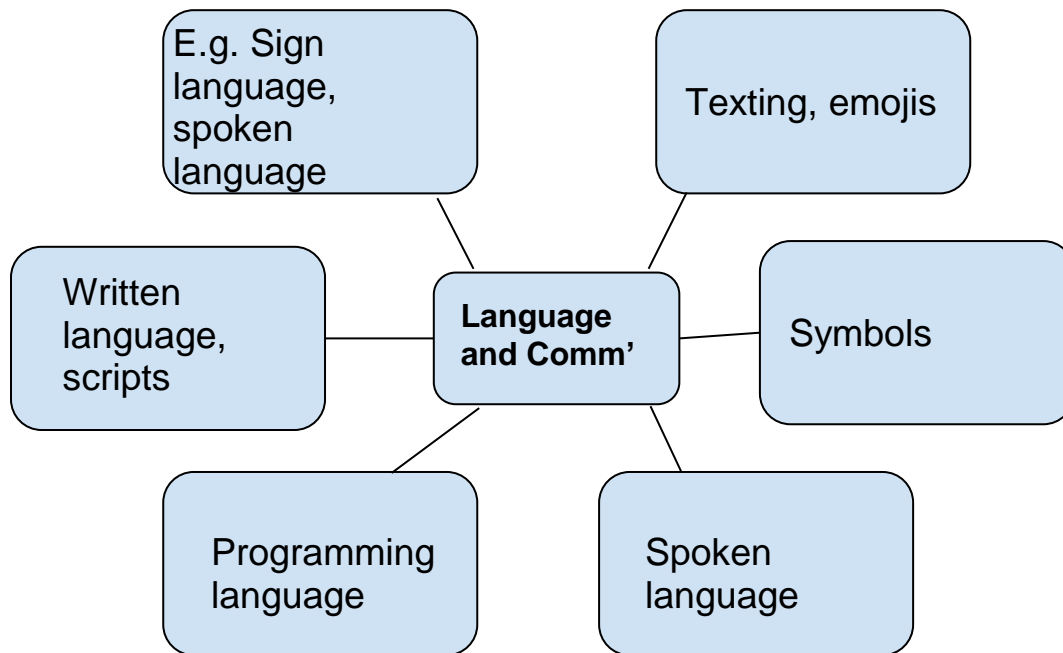 E.g. Sign
language,
spoken
language
Texting, emojis
Written
language,
scripts
Language
and Comm’
Symbols
Programming
language
Spoken
language